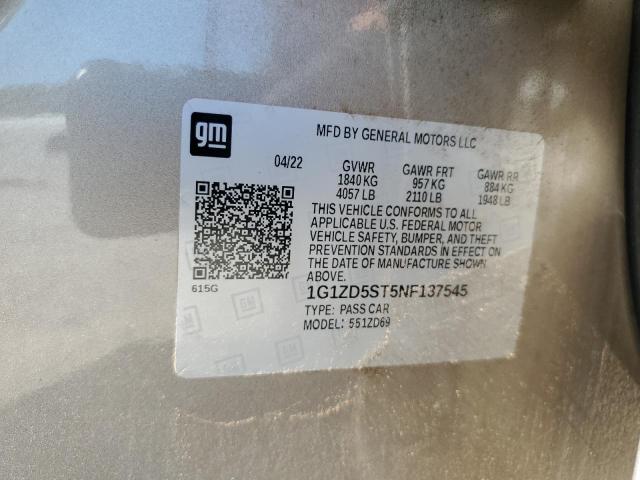 gm
MFD BY GENERAL MOTORS LLC
04/22 GVWR GAWR FRT GAWR RR
1840 KG 957 KG 884 KG
4057 LB 2110 LB 1948 LB
THIS VEHICLE CONFORMS TO ALL
APPLICABLE U.S. FEDERAL MOTOR
VEHICLE SAFETY, BUMPER, AND THEFT
PREVENTION STANDARDS IN EFFECT ON
THE DATE OF MANUFACTURE SHOWN
ABOVE.
615G
1G1ZD5ST5NF137545
TYPE: PASS CAR
MODEL: 551ZD69